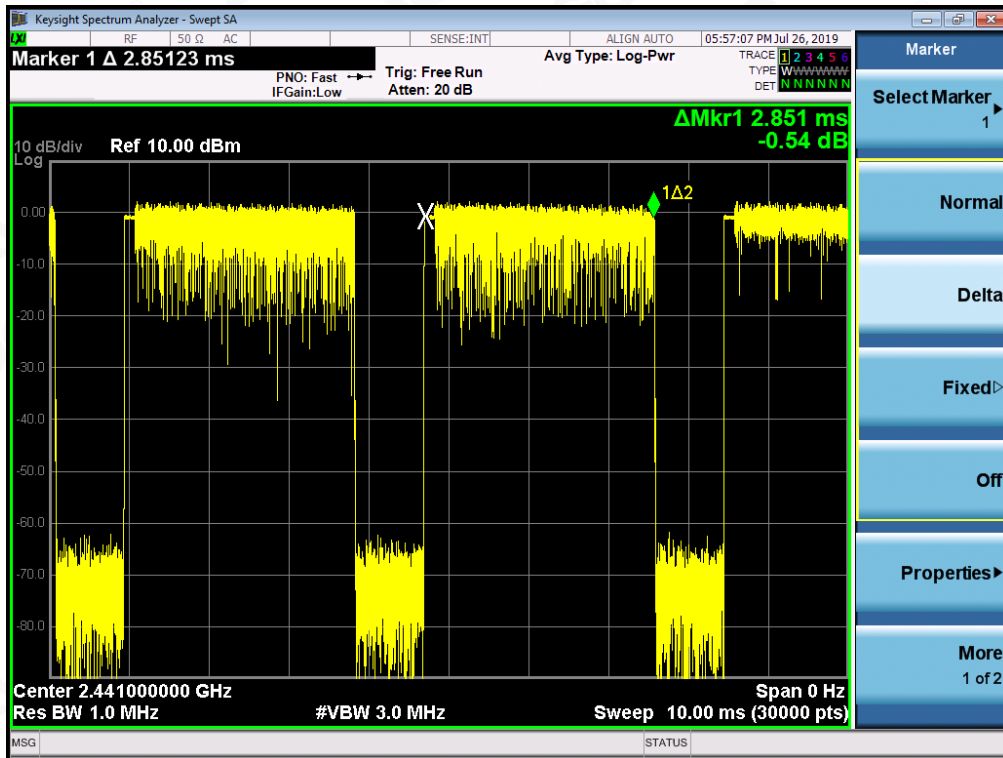 Keysight Spectrum Analyzer - Swept SA
LXI RF 50 Ω AC SENSE:INT ALIGN AUTO 05:57:07 PM Jul 26, 2019
Marker 1 Δ 2.85123 ms
PNO: Fast
IFGain:Low
Trig: Free Run
Atten: 20 dB
Avg Type: Log-Pwr
TRACE 1 2 3 4 5 6
TYPE WWWWWW
DET N N N N N N
ΔMkr1 2.851 ms
-0.54 dB
10 dB/div Ref 10.00 dBm
Log
1Δ2
0.00
-10.0
-20.0
-30.0
-40.0
-50.0
-60.0
-70.0
-80.0
Center 2.441000000 GHz Span 0 Hz
Res BW 1.0 MHz #VBW 3.0 MHz Sweep 10.00 ms (30000 pts)
MSG STATUS
Marker
Select Marker
1
Normal
Delta
Fixed
Off
Properties
More
1 of 2